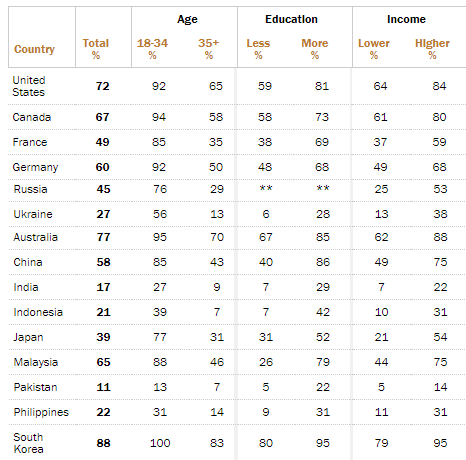 Age Education Income
Country Total % 18-34 % 35+ % Less % More % Lower % Higher %
United States 72 92 65 59 81 64 84
Canada 67 94 58 58 73 61 80
France 49 85 35 38 69 37 59
Germany 60 92 50 48 68 49 68
Russia 45 76 29 ** ** 25 53
Ukraine 27 56 13 6 28 13 38
Australia 77 95 70 67 85 62 88
China 58 85 43 40 86 49 75
India 17 27 9 7 29 7 22
Indonesia 21 39 7 7 42 10 31
Japan 39 77 31 31 52 21 54
Malaysia 65 88 46 26 79 44 75
Pakistan 11 13 7 5 22 5 14
Philippines 22 31 14 9 31 11 31
South Korea 88 100 83 80 95 79 95